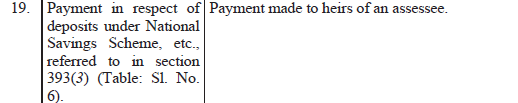 19. Payment in respect of Payment made to heirs of an assessee.
deposits under National
Savings Scheme, etc.,
referred to in section
393(3) (Table: Sl. No.
6).